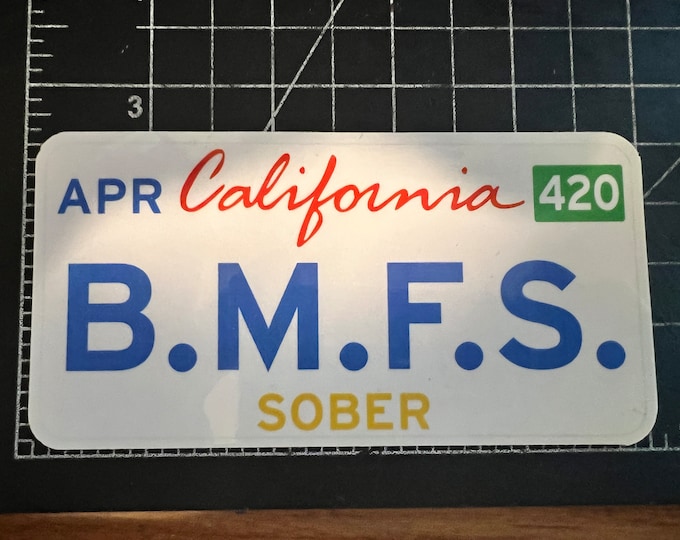 3
APR California 420
B.M.F.S.
SOBER